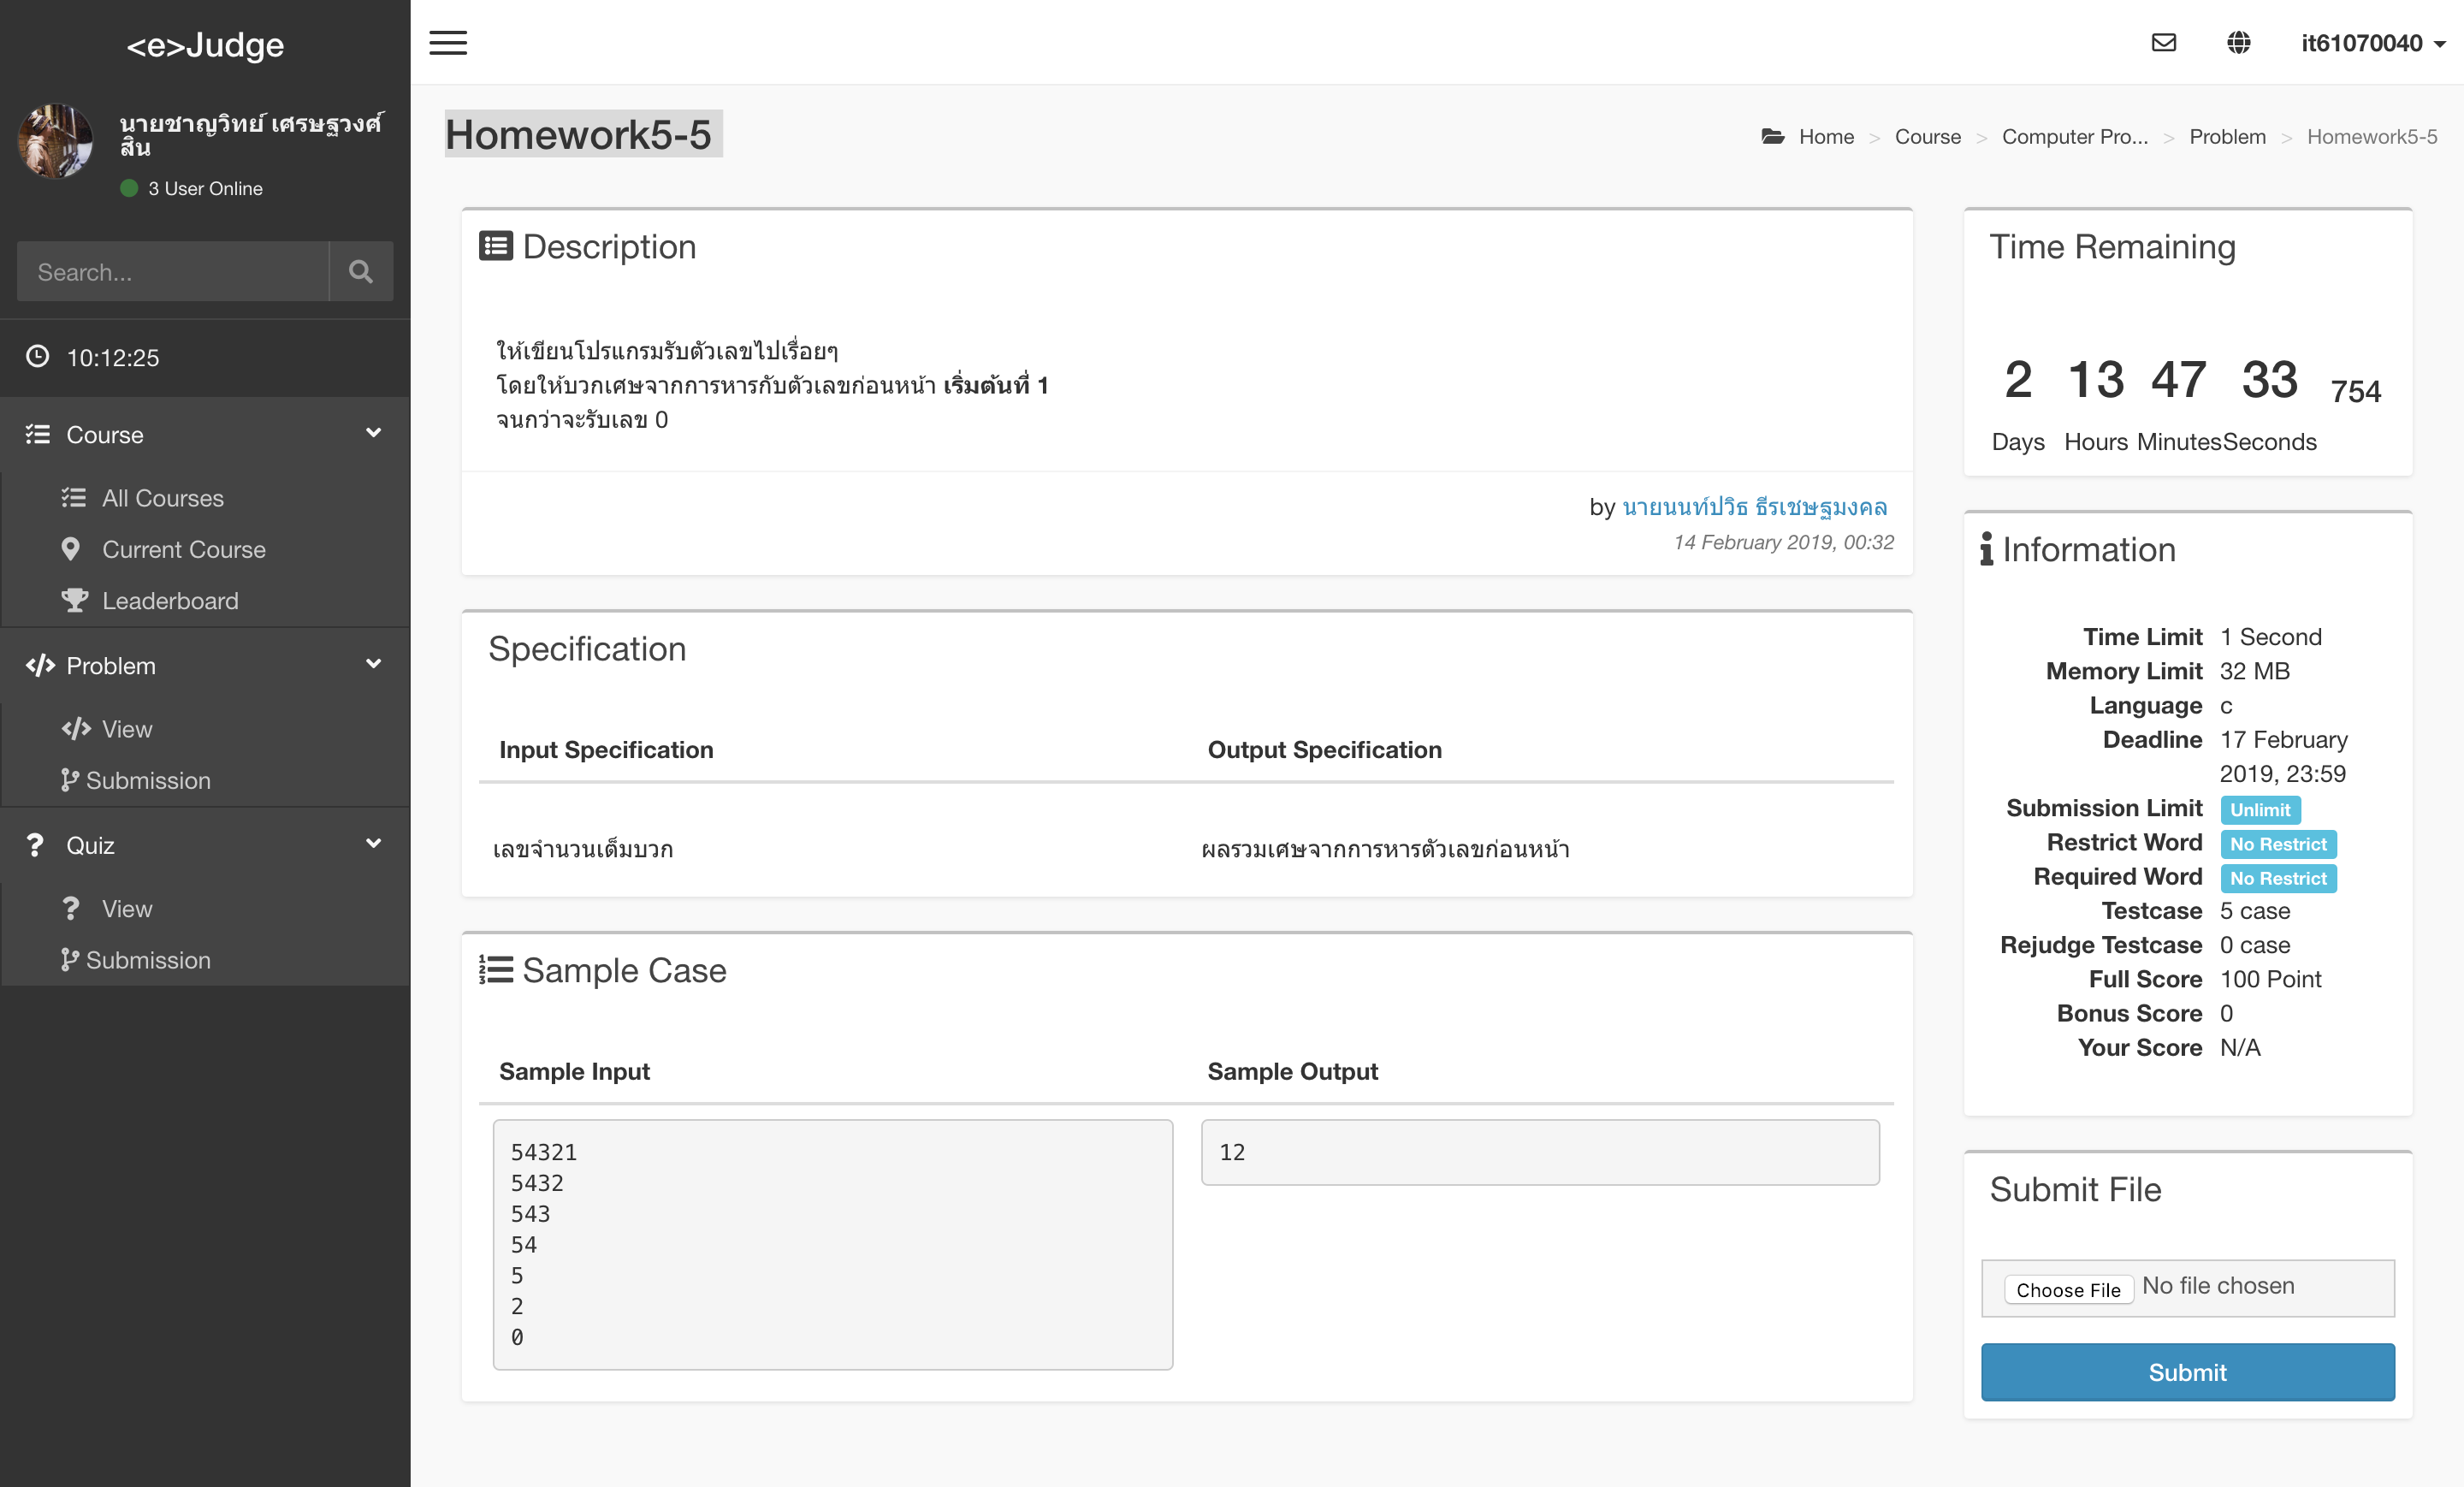 <e>Judge
นายชาญวิทย์ เศรษฐวงศ์
สิน
3 User Online
Search...
10:12:25
Course
All Courses
Current Course
Leaderboard
Problem
View
Submission
Quiz
View
Submission
it61070040
Homework5-5
Home > Course > Computer Pro... > Problem > Homework5-5
Description
ให้เขียนโปรแกรมรับตัวเลขไปเรื่อยๆ
โดยให้บวกเศษจากการหารกับตัวเลขก่อนหน้า เริ่มต้นที่ 1
จนกว่าจะรับเลข 0
by นายนนท์ปวิธ ธีรเชษฐมงคล
14 February 2019, 00:32
Specification
Input Specification Output Specification
เลขจำนวนเต็มบวก ผลรวมเศษจากการหารตัวเลขก่อนหน้า
Sample Case
Sample Input Sample Output
54321
5432
543
54
5
2
0
12
Time Remaining
2 13 47 33 754
Days Hours Minutes Seconds
Information
Time Limit 1 Second
Memory Limit 32 MB
Language c
Deadline 17 February
2019, 23:59
Submission Limit Unlimit
Restrict Word No Restrict
Required Word No Restrict
Testcase 5 case
Rejudge Testcase 0 case
Full Score 100 Point
Bonus Score 0
Your Score N/A
Submit File
Choose File No file chosen
Submit